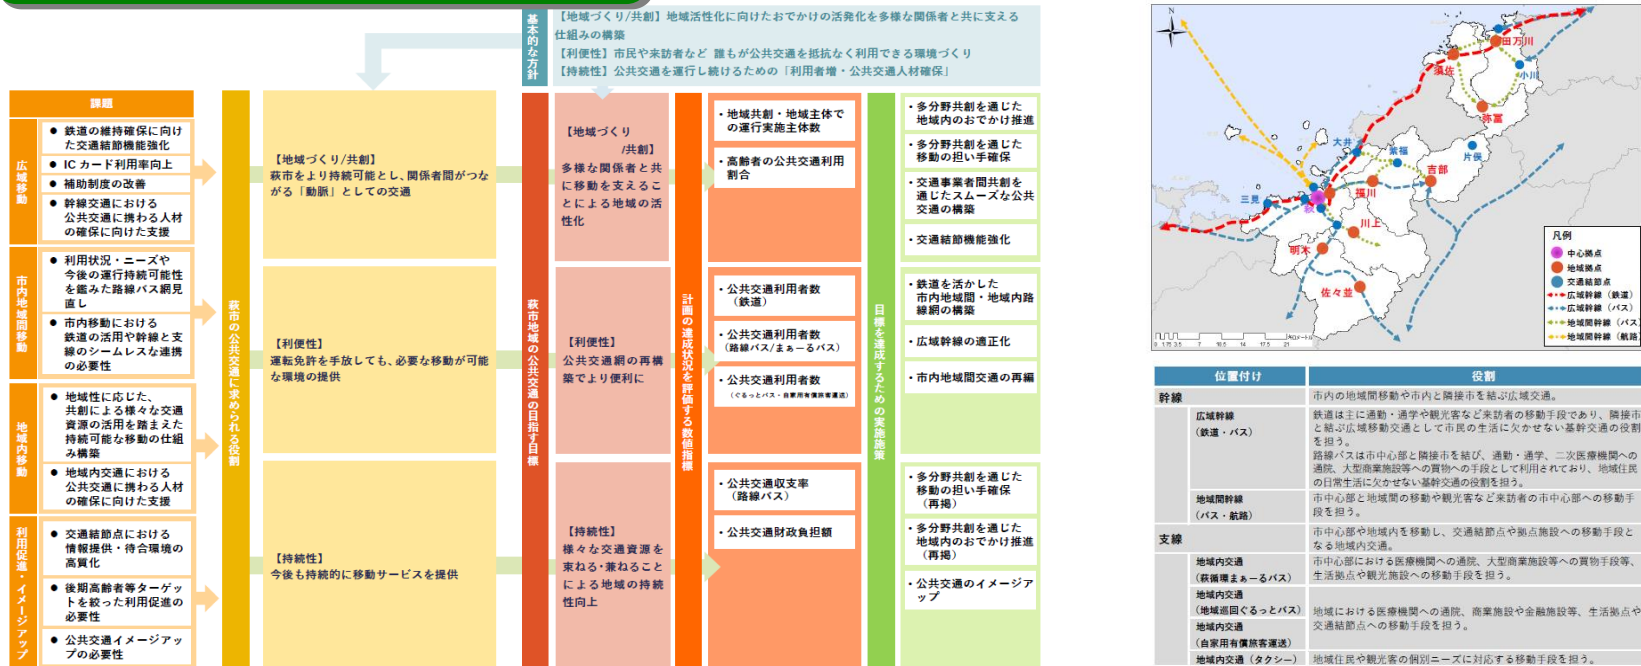 基本的な方針
【地域づくり/共創】地域活性化に向けたおでかけの活発化を多様な関係者と共に支える
仕組みの構築
【利便性】市民や来訪者など 誰もが公共交通を抵抗なく利用できる環境づくり
【持続性】公共交通を運行し続けるための「利用者増・公共交通人材確保」
課題
広域移動
● 鉄道の維持確保に向け
た交通結節機能強化
● ICカード利用率向上
● 補助制度の改善
● 幹線交通における
公共交通に携わる人材
の確保に向けた支援
市内地域間移動
● 利用状況・ニーズや
今後の運行持続可能性
を鑑みた路線バス網見
直し
● 市内移動における
鉄道の活用や幹線と支
線のシームレスな連携
の必要性
地域内移動
● 地域性に応じた、
共創による様々な交通
資源の活用を踏まえた
持続可能な移動の仕組
み構築
● 地域内交通における
公共交通に携わる人材
の確保に向けた支援
利用促進・イメージアップ
● 交通結節点における
情報提供・待合環境の
高質化
● 後期高齢者等ターゲッ
トを絞った利用促進の
必要性
● 公共交通イメージアッ
プの必要性
萩市の公共交通に求められる役割
【地域づくり/共創】
萩市をより持続可能とし、関係者間がつな
がる「動脈」としての交通
【利便性】
運転免許を手放しても、必要な移動が可能
な環境の提供
【持続性】
今後も持続的に移動サービスを提供
萩市地域の公共交通の目指す目標
【地域づくり
/共創】
多様な関係者と共
に移動を支えるこ
とによる地域の活
性化
【利便性】
公共交通網の再構
築でより便利に
【持続性】
様々な交通資源を
束ねる・兼ねること
による地域の持続
性向上
計画の達成状況を評価する数値指標
・地域共創・地域主体で
の運行実施主体数
・高齢者の公共交通利用
割合
・公共交通利用者数
（鉄道）
・公共交通利用者数
（路線バス/まぁーるバス）
・公共交通利用者数
（ぐるっとバス・自家用有償旅客運送）
・公共交通収支率
（路線バス）
・公共交通財政負担額
目標を達成するための実施施策
・多分野共創を通じた
地域内のおでかけ推進
・多分野共創を通じた
移動の担い手確保
・交通事業者間共創を
通じたスムーズな公共
交通の構築
・交通結節機能強化
・鉄道を活かした
市内地域間・地域内路
線網の構築
・広域幹線の適正化
・市内地域間交通の再編
・多分野共創を通じた
移動の担い手確保
（再掲）
・多分野共創を通じた
地域内のおでかけ推進
（再掲）
・公共交通のイメージア
ップ
田万川
須佐
小川
弥富
大井
紫福
片俣
吉部
福川
三見
萩
川上
明木
佐々並
凡例
中心拠点
地域拠点
交通結節点
広域幹線（鉄道）
広域幹線（バス）
地域間幹線（バス
地域間幹線（航路
0 1.75 3.5 7 10.5 14 17.5 21
位置付け 役割
幹線 市内の地域間移動や市内と隣接市を結ぶ広域交通。
広域幹線
（鉄道・バス）
鉄道は主に通勤・通学や観光客など来訪者の移動手段であり、隣接市
と結ぶ広域移動交通として市民の生活に欠かせない基幹交通の役割
を担う。
路線バスは市中心部と隣接市を結び、通勤・通学、二次医療機関への
通院、大型商業施設等への買物への手段として利用されており、地域住民
の日常生活に欠かせない基幹交通の役割を担う。
地域間幹線
（バス・航路）
市中心部と地域間の移動や観光客など来訪者の市中心部への移動手
段を担う。
支線
市中心部や地域内を移動し、交通結節点や拠点施設への移動手段と
なる地域内交通。
地域内交通
（萩循環まぁーるバス）
市中心部における医療機関への通院、大型商業施設等への買物手段等、
生活拠点や観光施設への移動手段を担う。
地域内交通
（地域巡回ぐるっとバス）
地域内交通
（自家用有償旅客運送）
地域における医療機関への通院、商業施設や金融施設等、生活拠点や
交通結節点への移動手段を担う。
地域内交通（タクシー） 地域住民や観光客の個別ニーズに対応する移動手段を担う。